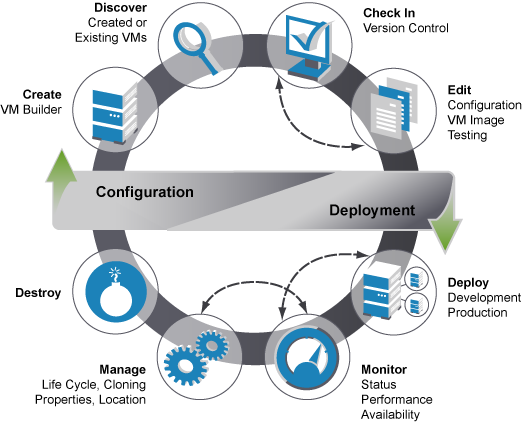 Discover
Created or
Existing VMs
Check In
Version Control
Create
VM Builder
Edit
Configuration
VM Image
Testing
Configuration
Deployment
Destroy
Deploy
Development
Production
Manage
Life Cycle, Cloning
Properties, Location
Monitor
Status
Performance
Availability